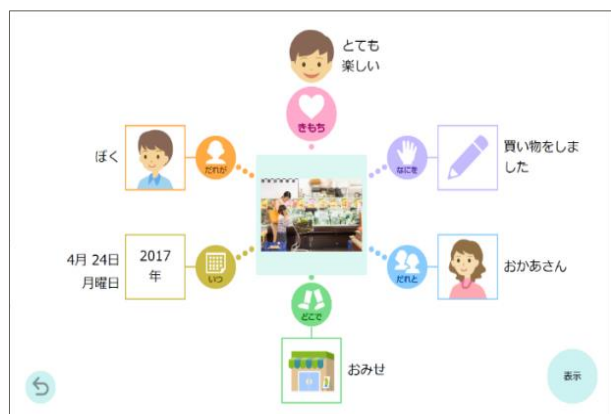 とても
楽しい
きもち
ぼく
だれが
なにを
買い物をしま
した
4月 24日
月曜日
2017
年
いつ
だれと
おかあさん
どこで
おみせ
表示